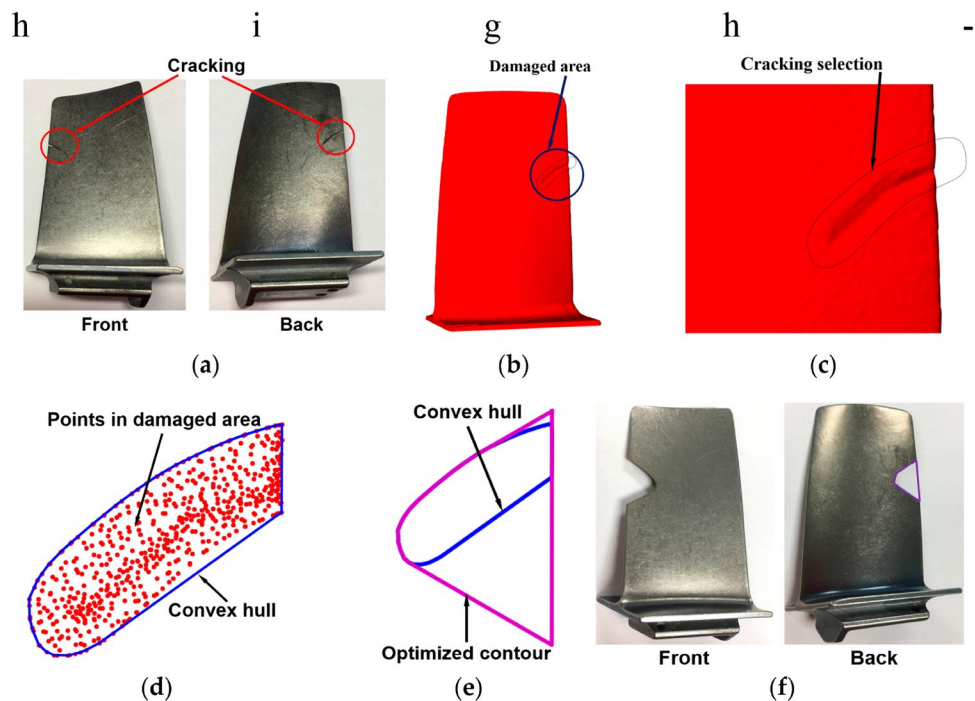 h i g h -
Cracking
Front Back
(a)
Damaged area
(b)
Cracking selection
(c)
Points in damaged area
Convex hull
(d)
Convex hull
Optimized contour
(e)
Front Back
(f)